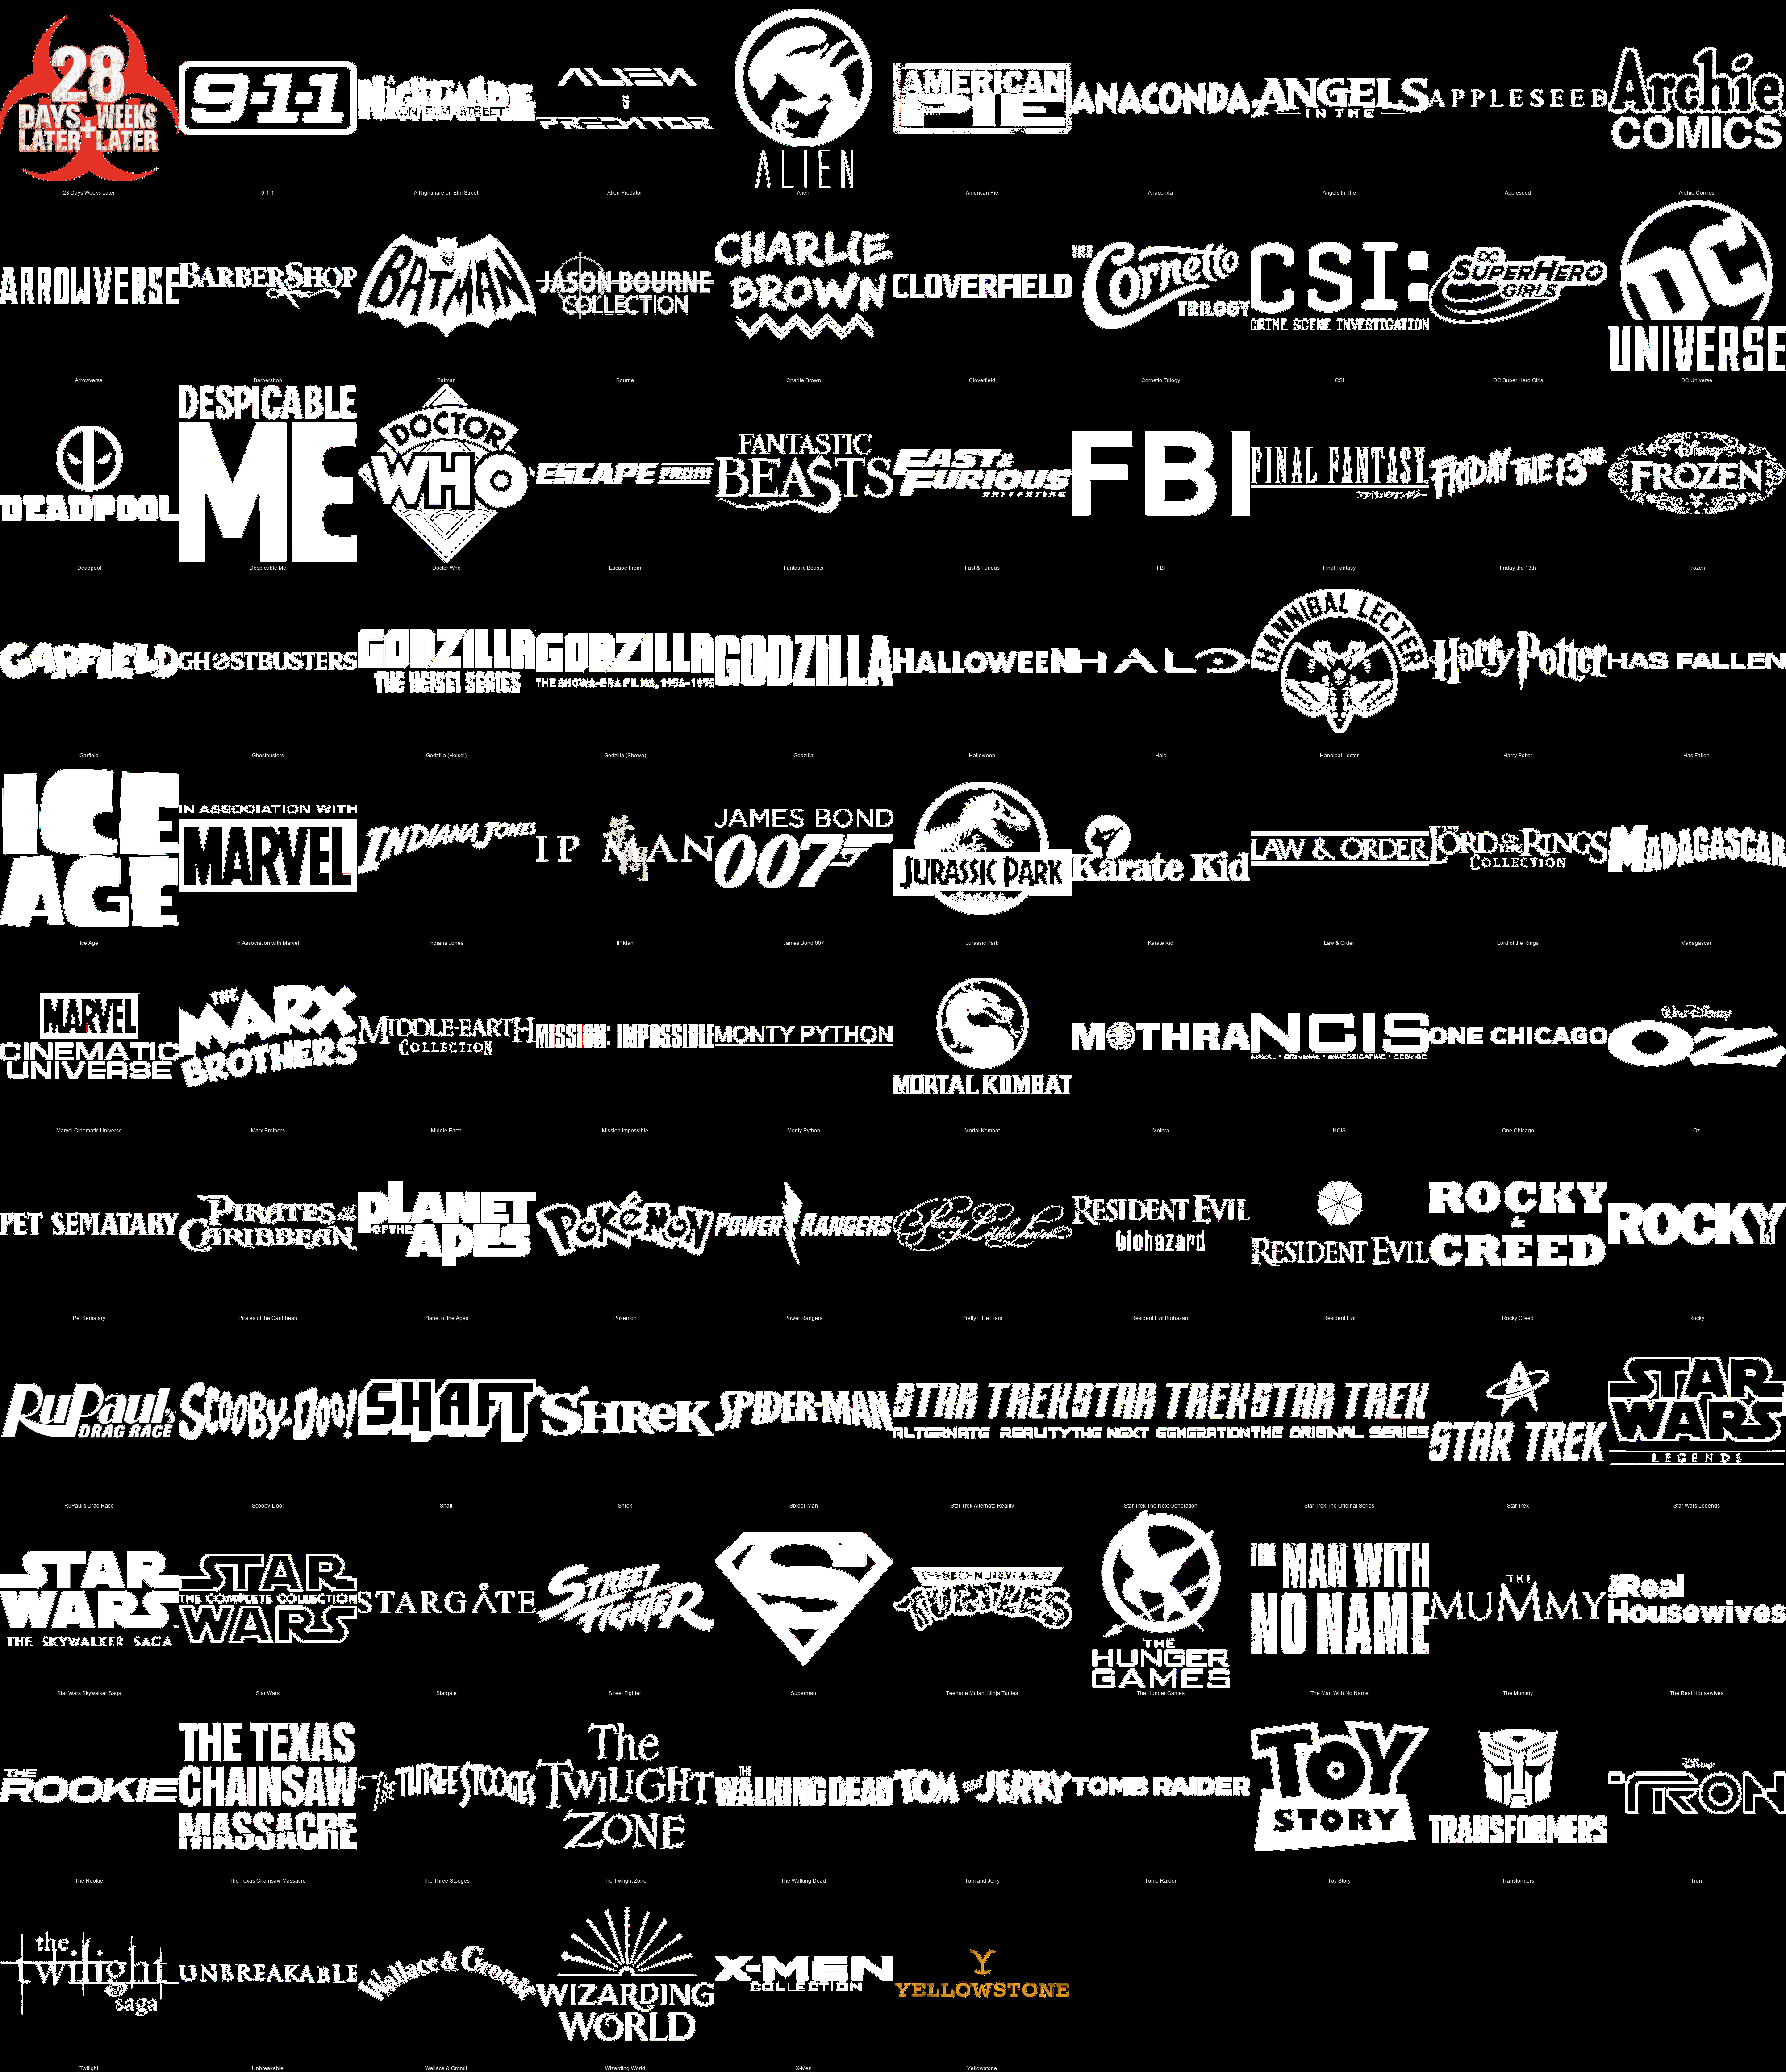 28
DAYS WEEKS
LATER + LATER
28 Days Weeks Later
9-1-1
9-1-1
A
NIGHTMARE
ON ELM STREET
A Nightmare on Elm Street
ALIEN
&
PREDATOR
Alien Predator
ALIEN
Alien
AMERICAN
PIE
American Pie
ANACONDA
Anaconda
ANGELS
IN THE
Angels In The
APPLESEED
Appleseed
Archie
COMICS
Archie Comics
ARROWVERSE
Arrowverse
BARBERSHOP
Barbershop
BATMAN
Batman
JASON BOURNE
COLLECTION
Bourne
CHARLiE
BROWN
Charlie Brown
CLOVERFIELD
Cloverfield
THE
Cornetto
TRILOGY
Cornetto Trilogy
CSI:
CRIME SCENE INVESTIGATION
CSI
DC
SUPER HERO
GIRLS
DC Super Hero Girls
DC
UNIVERSE
DC Universe
DEADPOOL
Deadpool
DESPICABLE
ME
Despicable Me
DOCTOR
WHO
Doctor Who
ESCAPE FROM
Escape From
FANTASTIC
BEASTS
Fantastic Beasts
FAST &
FURIOUS
COLLECTION
Fast & Furious
FBI
FBI
FINAL FANTASY
ファイナルファンタジー
Final Fantasy
FRIDAY THE 13TH
Friday the 13th
Disney
FROZEN
Frozen
GARFIELD
Garfield
GHOSTBUSTERS
Ghostbusters
GODZILLA
THE HEISEI SERIES
Godzilla (Heisei)
GODZILLA
THE SHOWA-ERA FILMS, 1954–1975
Godzilla (Showa)
GODZILLA
Godzilla
HALLOWEEN
Halloween
HALO
Halo
HANNIBAL LECTER
Hannibal Lecter
Harry Potter
Harry Potter
HAS FALLEN
Has Fallen
ICE
AGE
Ice Age
IN ASSOCIATION WITH
MARVEL
In Association with Marvel
INDIANA JONES
Indiana Jones
IP MAN
IP Man
JAMES BOND
007
James Bond 007
JURASSIC PARK
Jurassic Park
Karate Kid
Karate Kid
LAW & ORDER
Law & Order
THE
LORD OF THE RINGS
COLLECTION
Lord of the Rings
MADAGASCAR
Madagascar
MARVEL
CINEMATIC
UNIVERSE
Marvel Cinematic Universe
THE
MARX
BROTHERS
Marx Brothers
MIDDLE-EARTH
COLLECTION
Middle Earth
MISSION: IMPOSSIBLE
Mission Impossible
MONTY PYTHON
Monty Python
MORTAL KOMBAT
Mortal Kombat
MOTHRA
Mothra
NCIS
NAVAL • CRIMINAL • INVESTIGATIVE • SERVICE
NCIS
ONE CHICAGO
One Chicago
WALT DISNEY
OZ
Oz
PET SEMATARY
Pet Sematary
PIRATES of the
CARIBBEAN
Pirates of the Caribbean
PLANET
OF THE
APES
Planet of the Apes
POKéMON
Pokémon
POWER RANGERS
Power Rangers
Pretty Little Liars
Pretty Little Liars
RESIDENT EVIL
biohazard
Resident Evil Biohazard
RESIDENT EVIL
Resident Evil
ROCKY
&
CREED
Rocky Creed
ROCKY
Rocky
RuPaul's
DRAG RACE
RuPaul's Drag Race
SCOOBY-DOO!
Scooby-Doo!
SHAFT
Shaft
SHReK
Shrek
SPIDER-MAN
Spider-Man
STAR TREK
ALTERNATE REALITY
Star Trek Alternate Reality
STAR TREK
THE NEXT GENERATION
Star Trek The Next Generation
STAR TREK
THE ORIGINAL SERIES
Star Trek The Original Series
STAR TREK
Star Trek
STAR
WARS
LEGENDS
Star Wars Legends
STAR
WARS
THE SKYWALKER SAGA
Star Wars Skywalker Saga
STAR
THE COMPLETE COLLECTION
WARS
Star Wars
STARGATE
Stargate
STREET
FIGHTER
Street Fighter
S
Superman
TEENAGE MUTANT NINJA
TURTLES
Teenage Mutant Ninja Turtles
THE
HUNGER
GAMES
The Hunger Games
THE MAN WITH
NO NAME
The Man With No Name
THE
MUMMY
The Mummy
the Real
Housewives
The Real Housewives
THE
ROOKIE
The Rookie
THE TEXAS
CHAINSAW
MASSACRE
The Texas Chainsaw Massacre
The THREE STOOGES
The Three Stooges
The
TWiLIGHT
ZONE
The Twilight Zone
THE
WALKING DEAD
The Walking Dead
TOM and JERRY
Tom and Jerry
TOMB RAIDER
Tomb Raider
TOY
STORY
Toy Story
TRANSFORMERS
Transformers
Disney
TRON
Tron
the
twilight
saga
Twilight
UNBREAKABLE
Unbreakable
Wallace & Gromit
Wallace & Gromit
WIZARDING
WORLD
Wizarding World
X-MEN
COLLECTION
X-Men
Y
YELLOWSTONE
Yellowstone